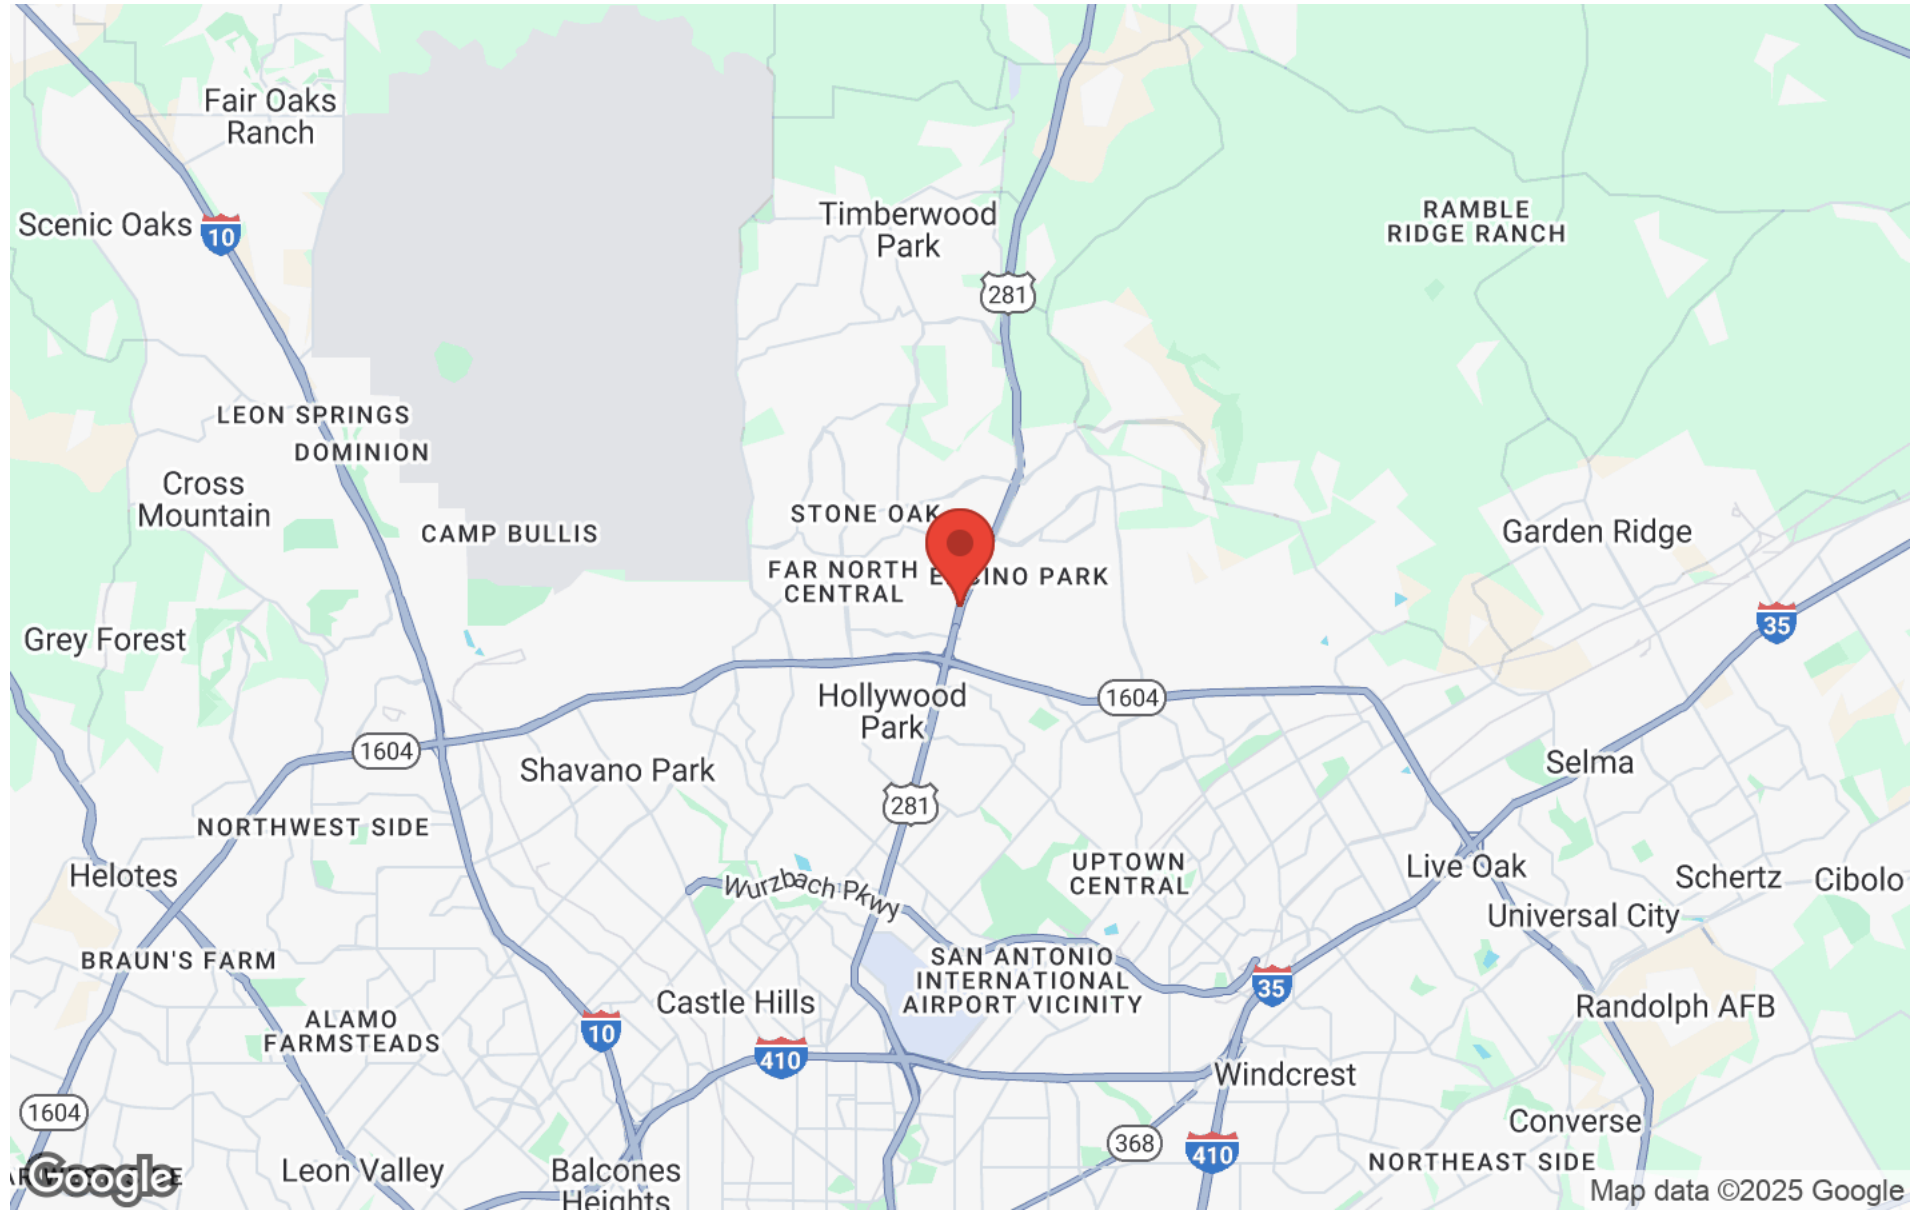 Fair Oaks
Ranch
Scenic Oaks
10
Timberwood
Park
RAMBLE
RIDGE RANCH
281
LEON SPRINGS
DOMINION
Cross
Mountain
CAMP BULLIS
STONE OAK
Garden Ridge
FAR NORTH
CENTRAL
PARK
Grey Forest
35
Hollywood
Park
1604
1604
Shavano Park
Selma
281
NORTHWEST SIDE
Helotes
Wurzbach Pkwy
UPTOWN
CENTRAL
Live Oak
Schertz
Cibolo
Universal City
BRAUN'S FARM
SAN ANTONIO
INTERNATIONAL
AIRPORT VICINITY
35
Castle Hills
Randolph AFB
ALAMO
FARMSTEADS
10
410
Windcrest
1604
Converse
368
410
NORTHEAST SIDE
Leon Valley
Balcones
Heights
Google
Map data ©2025 Google